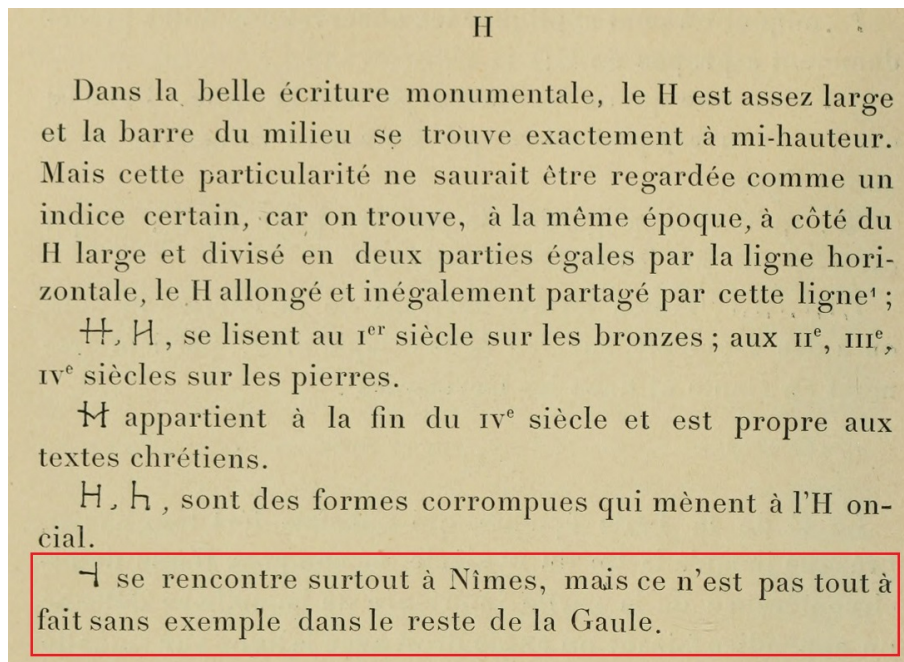 H
Dans la belle écriture monumentale, le H est assez large
et la barre du milieu se trouve exactement à mi-hauteur.
Mais cette particularité ne saurait être regardée comme un
indice certain, car on trouve, à la même époque, à côté du
H large et divisé en deux parties égales par la ligne hori-
zontale, le H allongé et inégalement partagé par cette ligne¹ ;
H, H, se lisent au Iᵉʳ siècle sur les bronzes ; aux IIᵉ, IIIᵉ,
IVᵉ siècles sur les pierres.
H appartient à la fin du IVᵉ siècle et est propre aux
textes chrétiens.
H, h, sont des formes corrompues qui mènent à l'H on-
cial.
Ⱶ se rencontre surtout à Nîmes, mais ce n'est pas tout à
fait sans exemple dans le reste de la Gaule.